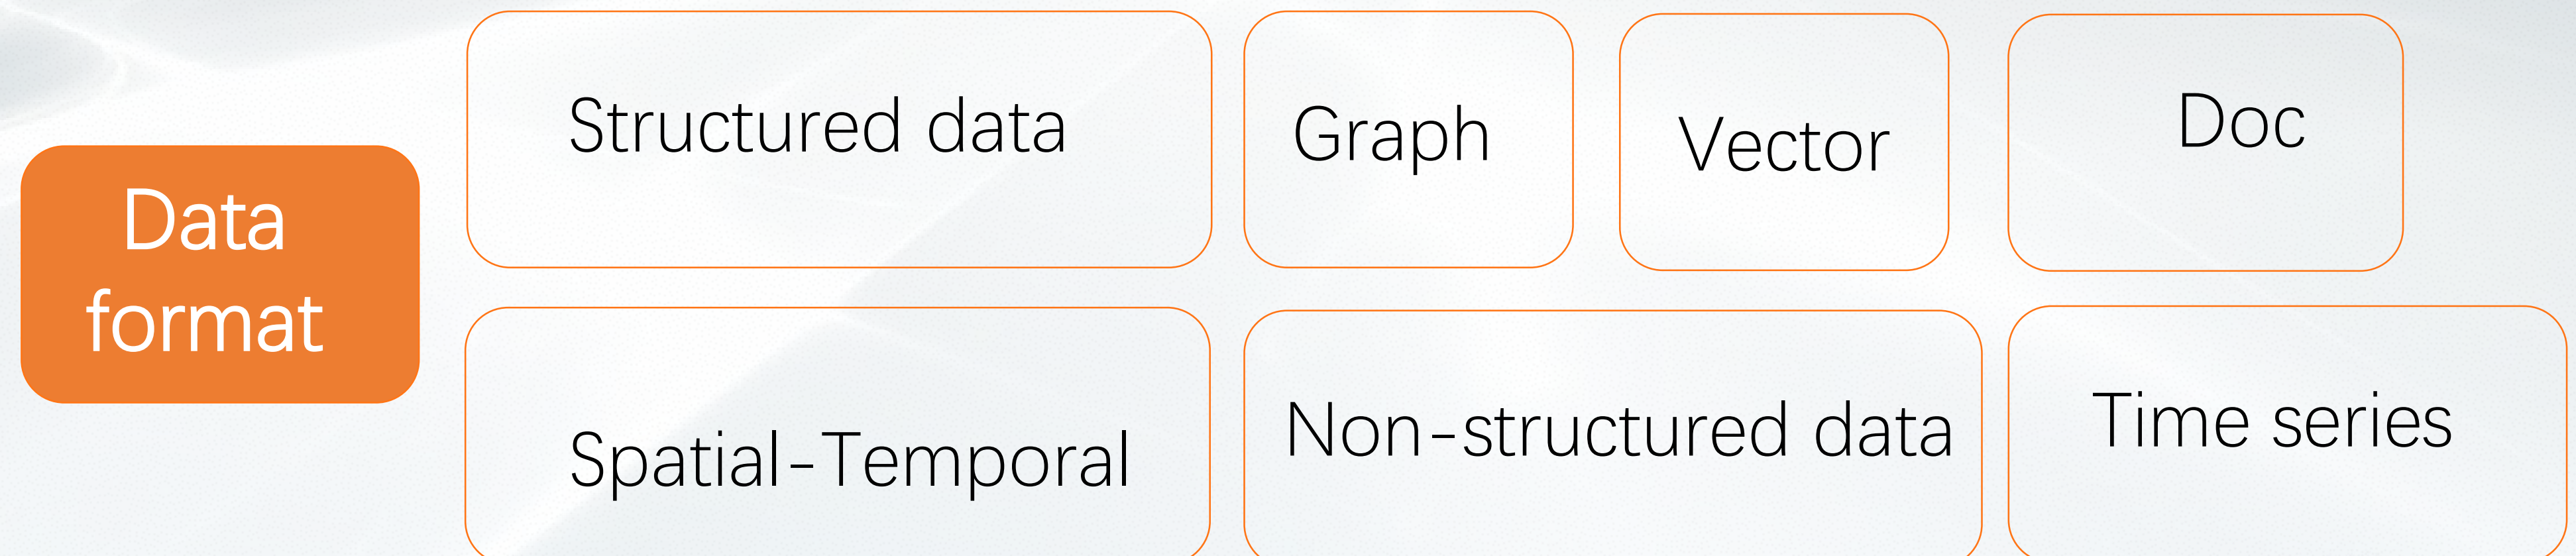 Data
format
Structured data
Graph
Vector
Doc
Spatial-Temporal
Non-structured data
Time series